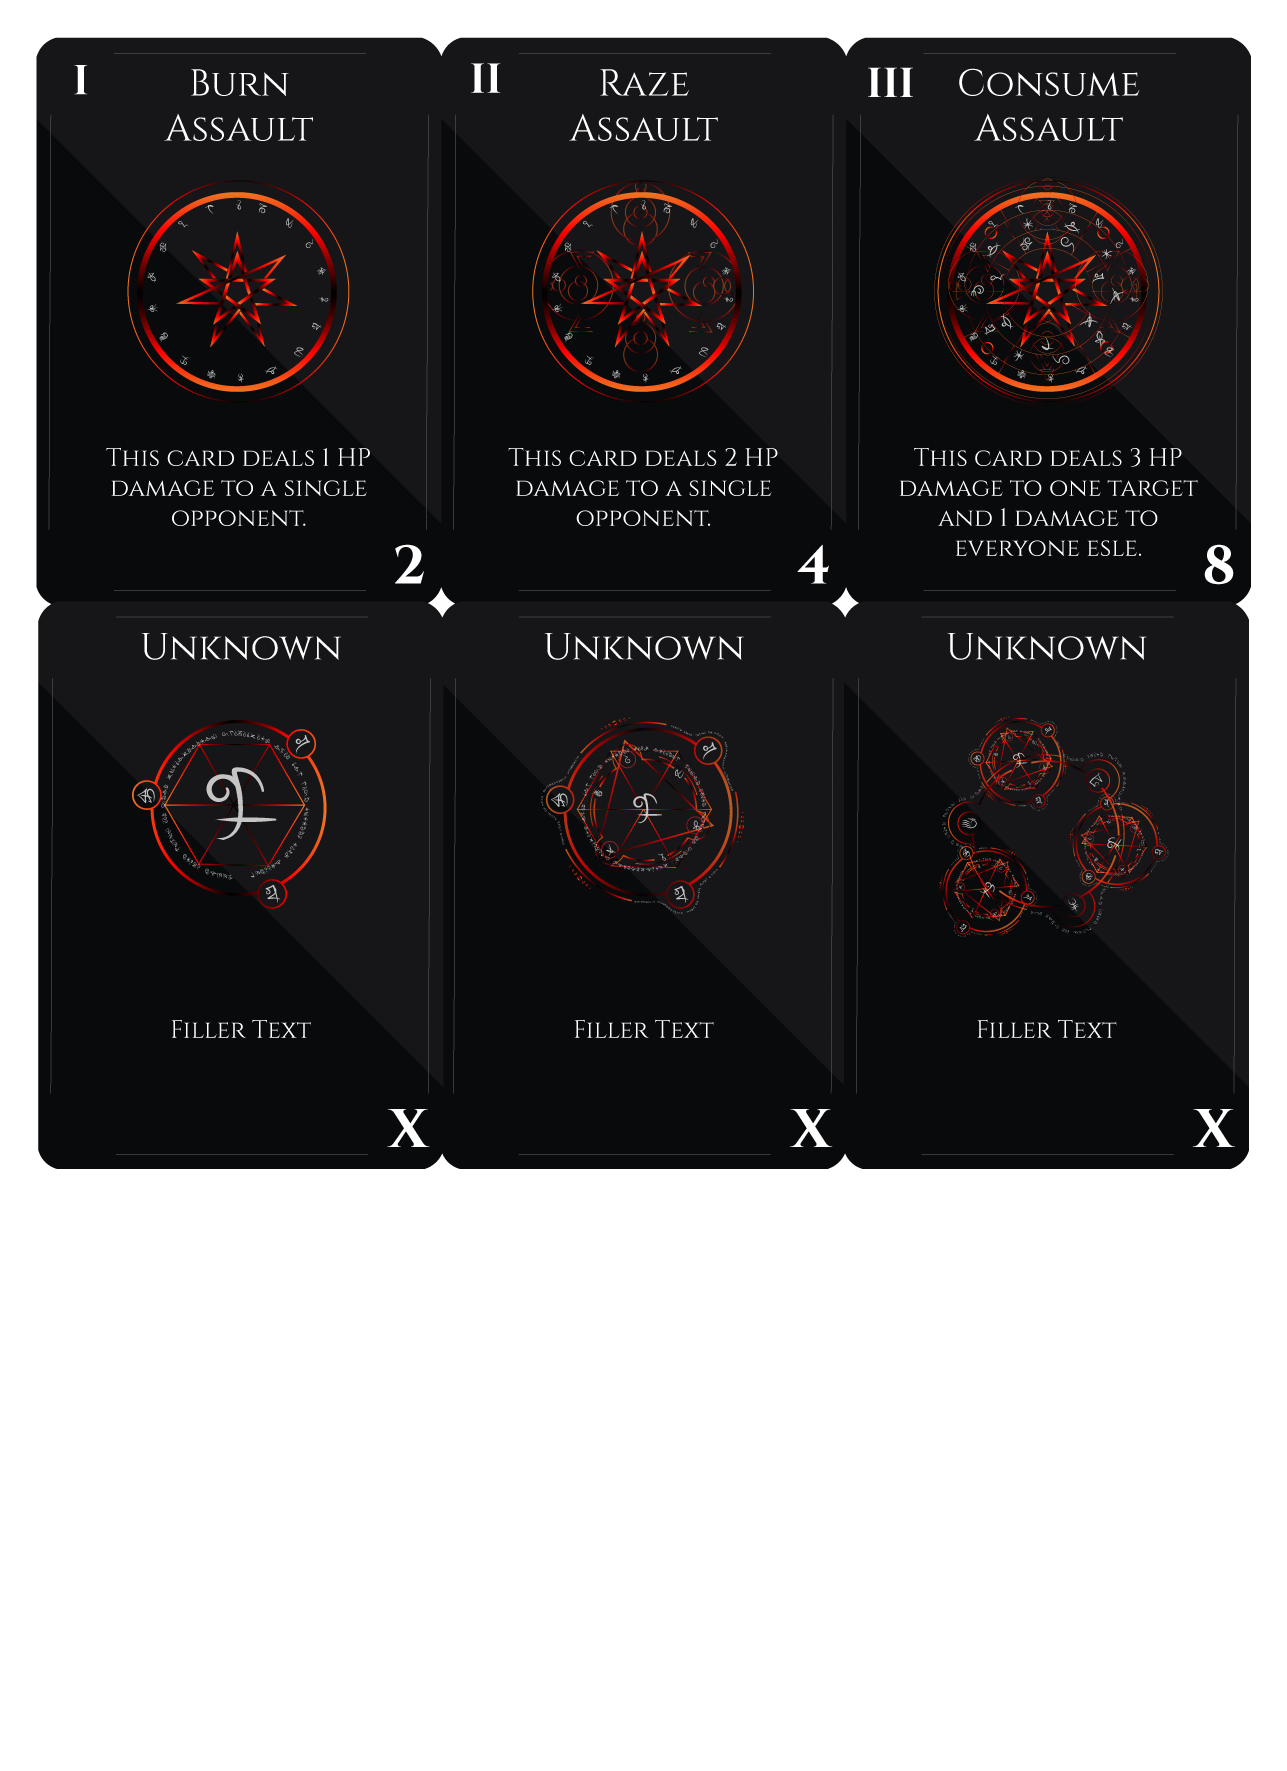 I
Burn
Assault
This card deals 1 HP
damage to a single
opponent.
2
II
Raze
Assault
This card deals 2 HP
damage to a single
opponent.
4
III
Consume
Assault
This card deals 3 HP
damage to one target
and 1 damage to
everyone esle.
8
Unknown
Filler Text
X
Unknown
Filler Text
X
Unknown
Filler Text
X